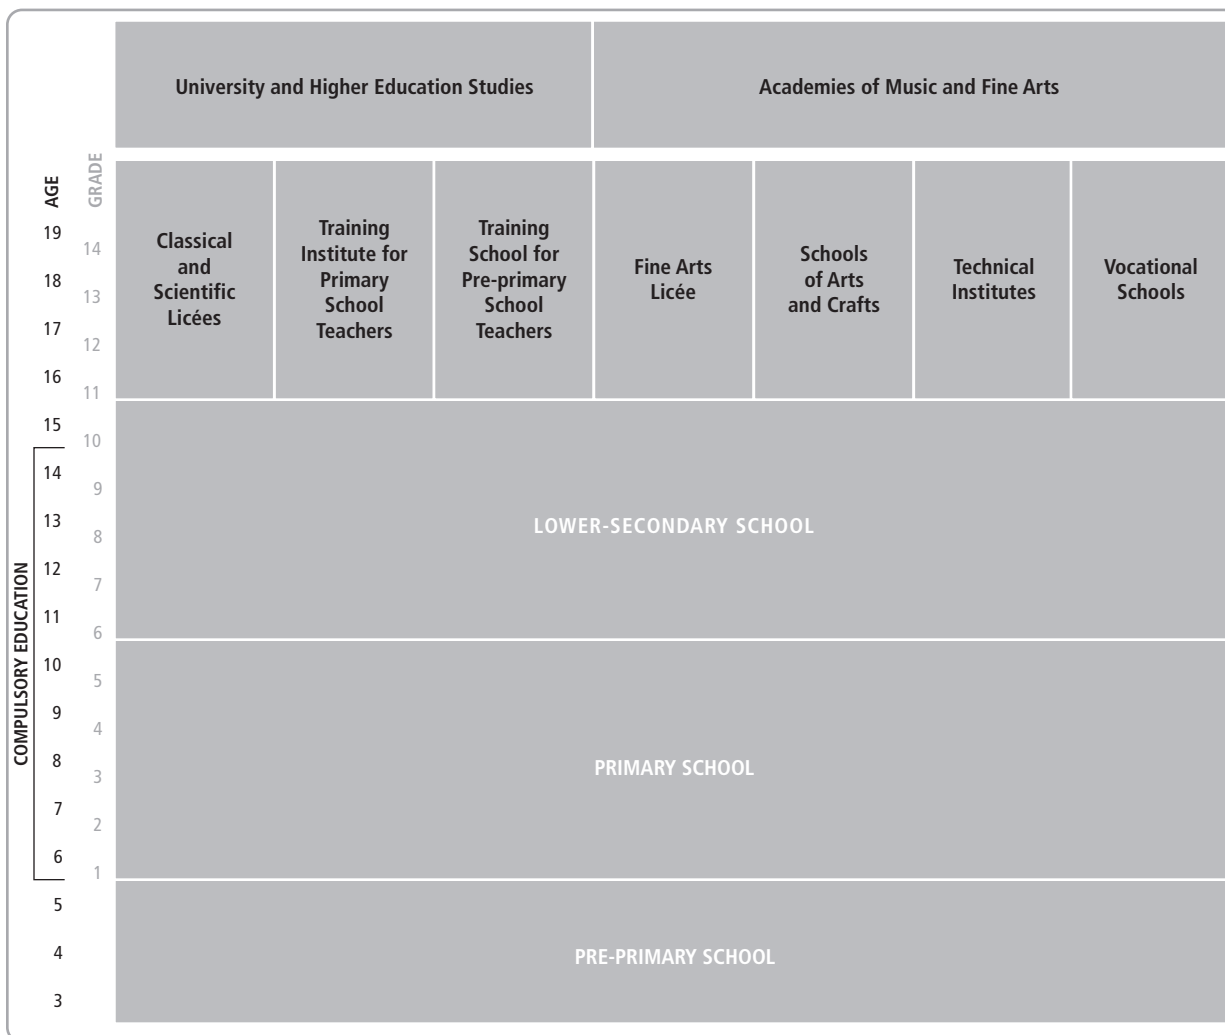 University and Higher Education Studies
Academies of Music and Fine Arts
AGE
GRADE
19
18
17
16
15
14
13
12
11
10
9
8
7
6
5
4
3
14
13
12
11
10
9
8
7
6
5
4
3
2
1
COMPULSORY EDUCATION
Classical
and
Scientific
Licées
Training
Institute for
Primary
School
Teachers
Training
School for
Pre-primary
School
Teachers
Fine Arts
Licée
Schools
of Arts
and Crafts
Technical
Institutes
Vocational
Schools
LOWER-SECONDARY SCHOOL
PRIMARY SCHOOL
PRE-PRIMARY SCHOOL